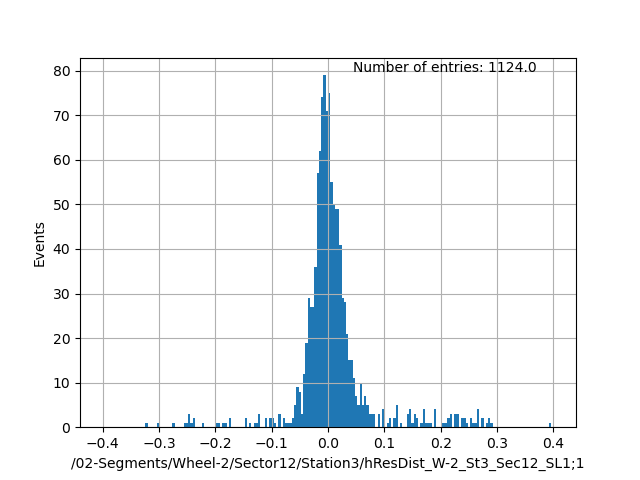 Number of entries: 1124.0
80
70
60
50
40
30
20
10
0
Events
−0.4 −0.3 −0.2 −0.1 0.0 0.1 0.2 0.3 0.4
/02-Segments/Wheel-2/Sector12/Station3/hResDist_W-2_St3_Sec12_SL1;1